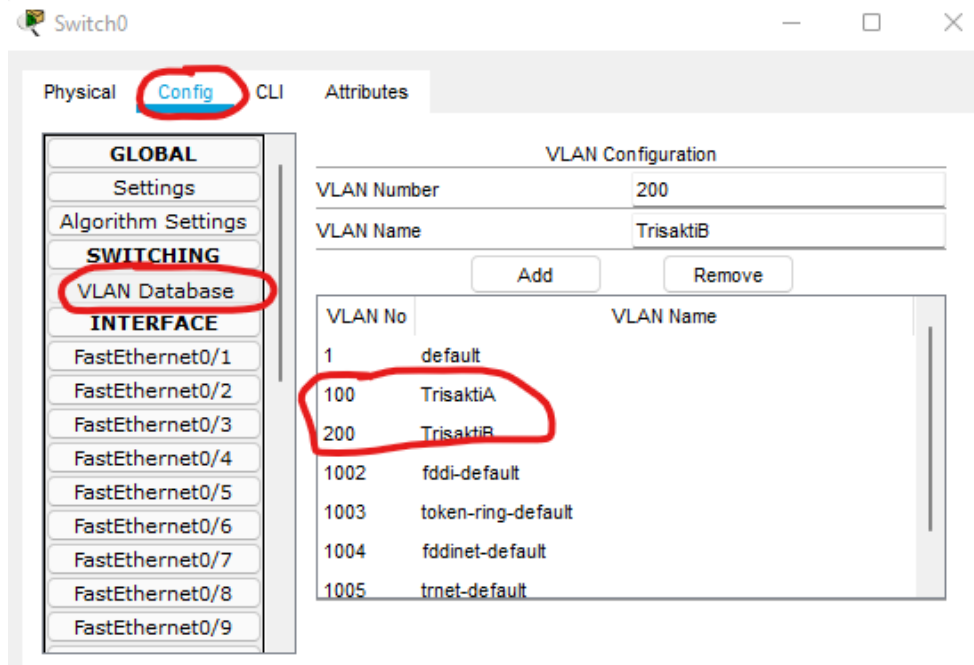 Switch0
Physical Config CLI Attributes
GLOBAL
Settings
Algorithm Settings
SWITCHING
VLAN Database
INTERFACE
FastEthernet0/1
FastEthernet0/2
FastEthernet0/3
FastEthernet0/4
FastEthernet0/5
FastEthernet0/6
FastEthernet0/7
FastEthernet0/8
FastEthernet0/9
VLAN Configuration
VLAN Number 200
VLAN Name TrisaktiB
Add Remove
VLAN No VLAN Name
1 default
100 TrisaktiA
200 TrisaktiB
1002 fddi-default
1003 token-ring-default
1004 fddinet-default
1005 trnet-default